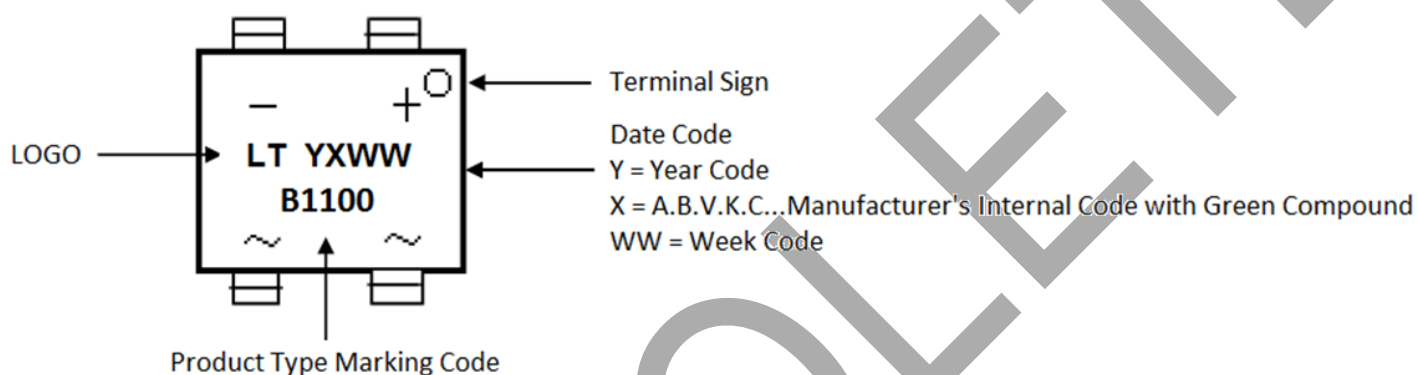 Terminal Sign
− +
Date Code
LOGO
LT YXWW
Y = Year Code
B1100
X = A.B.V.K.C...Manufacturer's Internal Code with Green Compound
~ ~
WW = Week Code
Product Type Marking Code